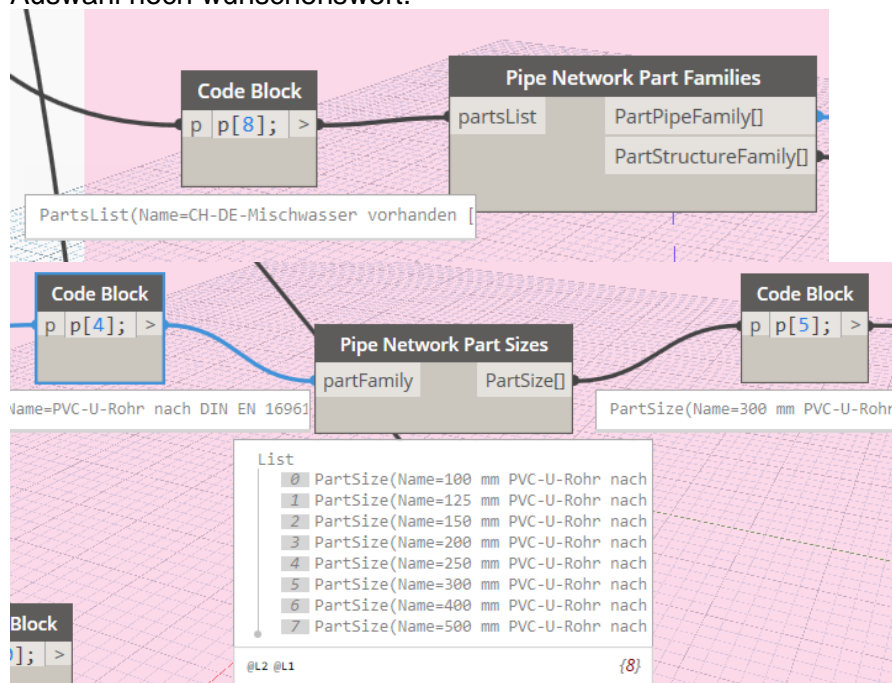 Auswahl noch wünschenswert.
Code Block
p p[8]; >
Pipe Network Part Families
partsList PartPipeFamily[]
PartStructureFamily[]
PartsList(Name=CH-DE-Mischwasser vorhanden [
Code Block
p p[4]; >
Pipe Network Part Sizes
partFamily PartSize[]
Code Block
p p[5]; >
Name=PVC-U-Rohr nach DIN EN 16961
PartSize(Name=300 mm PVC-U-Rohr
List
0 PartSize(Name=100 mm PVC-U-Rohr nach
1 PartSize(Name=125 mm PVC-U-Rohr nach
2 PartSize(Name=150 mm PVC-U-Rohr nach
3 PartSize(Name=200 mm PVC-U-Rohr nach
4 PartSize(Name=250 mm PVC-U-Rohr nach
5 PartSize(Name=300 mm PVC-U-Rohr nach
6 PartSize(Name=400 mm PVC-U-Rohr nach
7 PartSize(Name=500 mm PVC-U-Rohr nach
@L2 @L1 {8}
Block
]; >